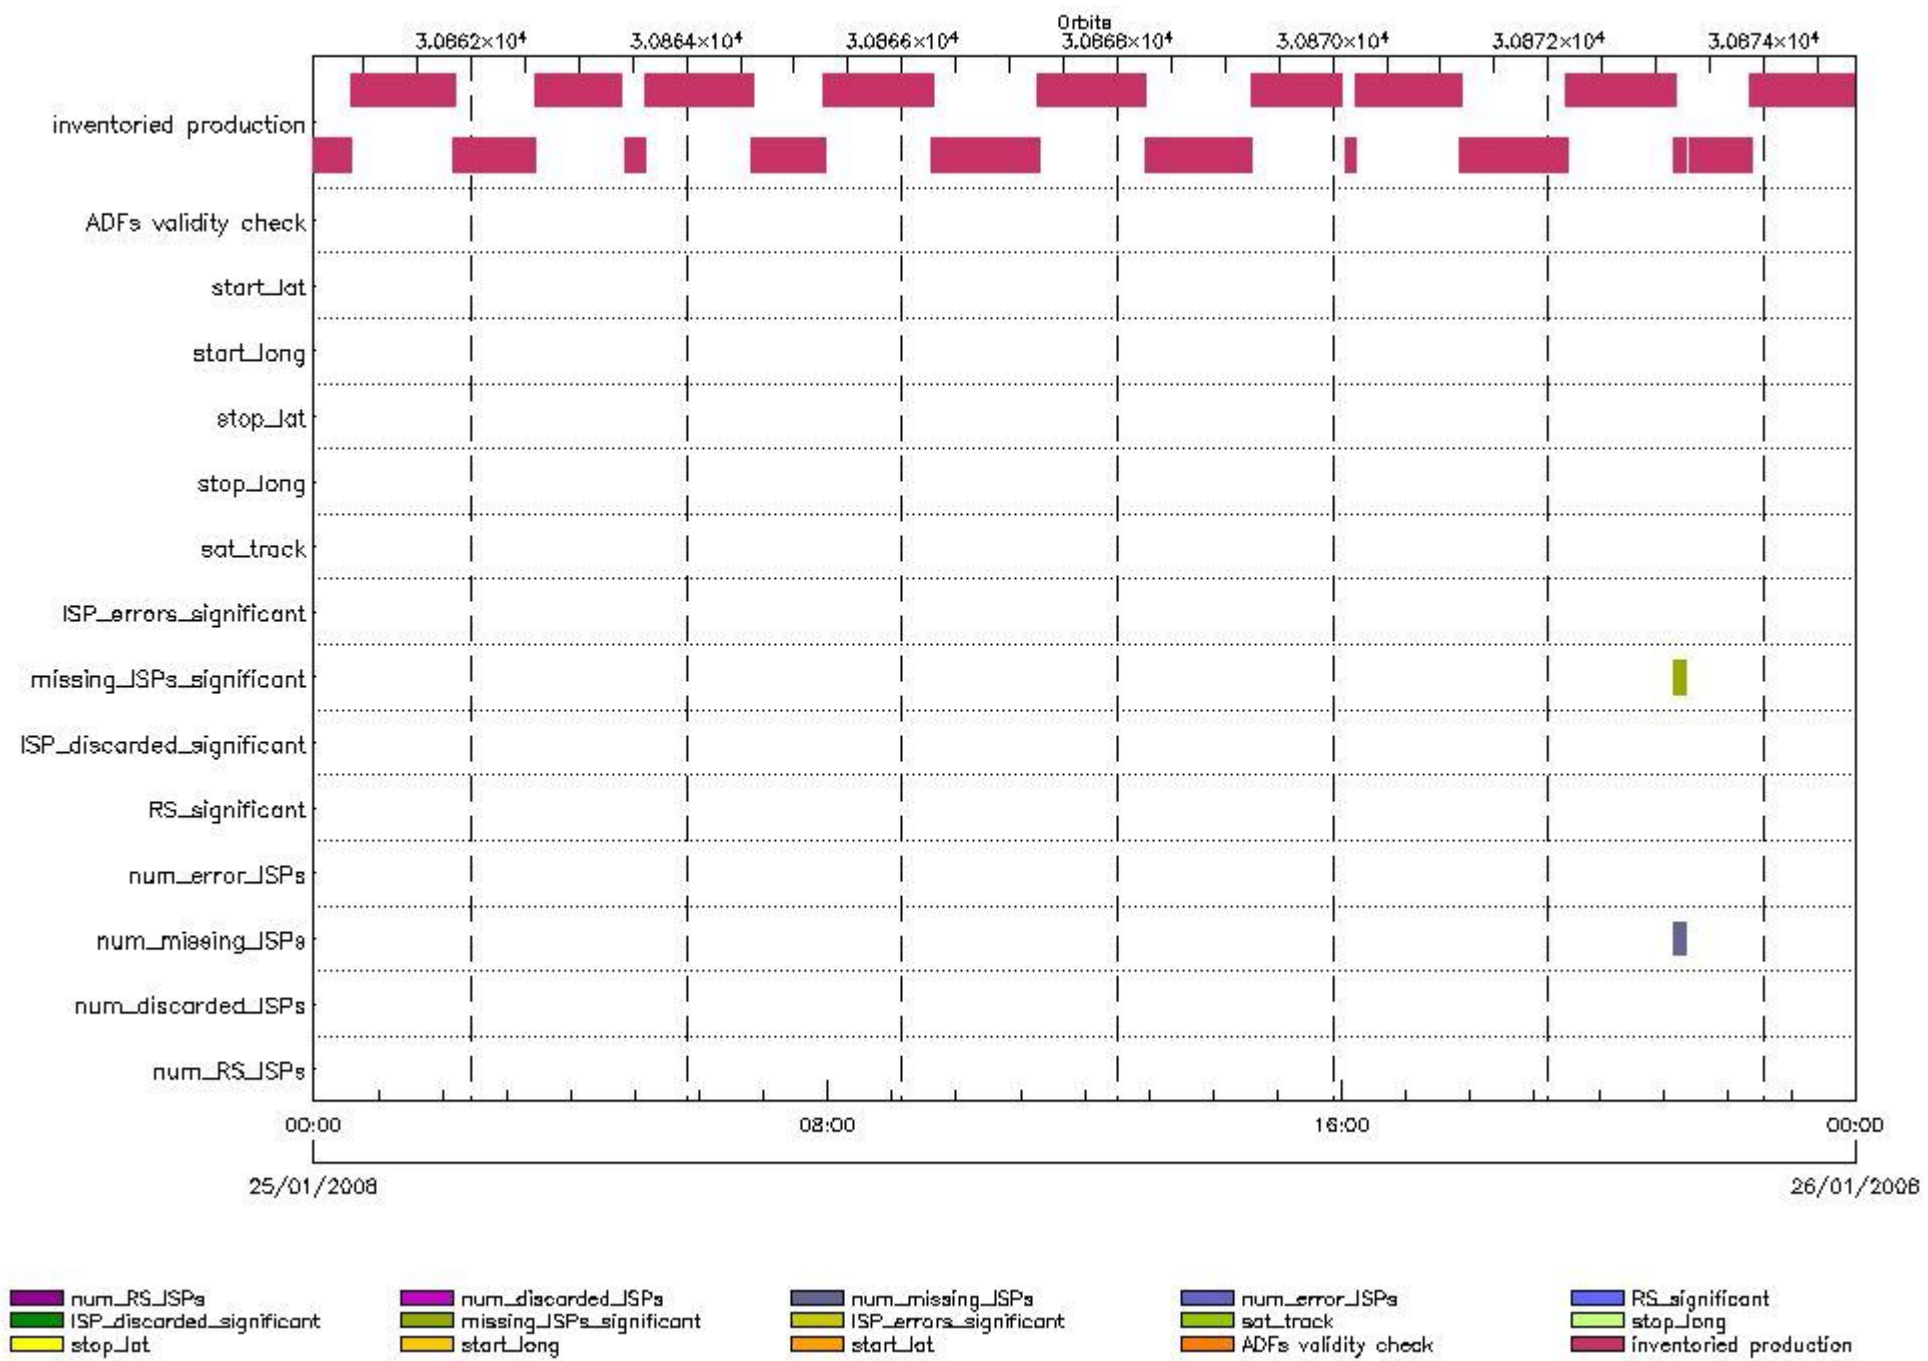 Orbits
3.0862×10⁴ 3.0864×10⁴ 3.0866×10⁴ 3.0868×10⁴ 3.0870×10⁴ 3.0872×10⁴ 3.0874×10⁴
inventoried production
ADFs validity check
start_lat
start_long
stop_lat
stop_long
sat_track
ISP_errors_significant
missing_ISPs_significant
ISP_discarded_significant
RS_significant
num_error_ISPs
num_missing_ISPs
num_discarded_ISPs
num_RS_ISPs
00:00 08:00 16:00 00:00
25/01/2008 26/01/2008
num_RS_ISPs num_discarded_ISPs num_missing_ISPs num_error_ISPs RS_significant
ISP_discarded_significant missing_ISPs_significant ISP_errors_significant sat_track stop_long
stop_lat start_long start_lat ADFs validity check inventoried production